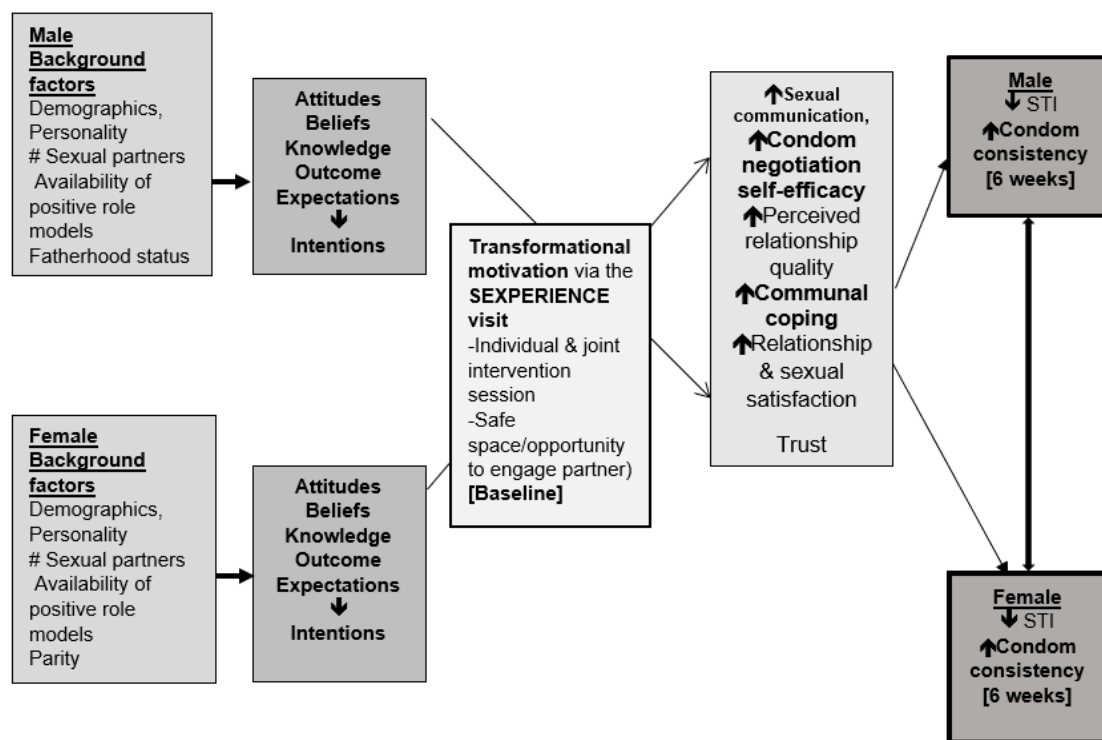 Male
Background
factors
Demographics,
Personality
# Sexual partners
Availability of
positive role
models
Fatherhood status
Attitudes
Beliefs
Knowledge
Outcome
Expectations
🡻
Intentions
Female
Background
factors
Demographics,
Personality
# Sexual partners
Availability of
positive role
models
Parity
Attitudes
Beliefs
Knowledge
Outcome
Expectations
🡻
Intentions
Transformational
motivation via the
SEXPERIENCE
visit
-Individual & joint
intervention
session
-Safe
space/opportunity
to engage partner)
[Baseline]
🡹Sexual
communication,
🡹Condom
negotiation
self-efficacy
🡹Perceived
relationship
quality
🡹Communal
coping
🡹Relationship
& sexual
satisfaction
Trust
Male
🡻 STI
🡹Condom
consistency
[6 weeks]
Female
🡻 STI
🡹Condom
consistency
[6 weeks]